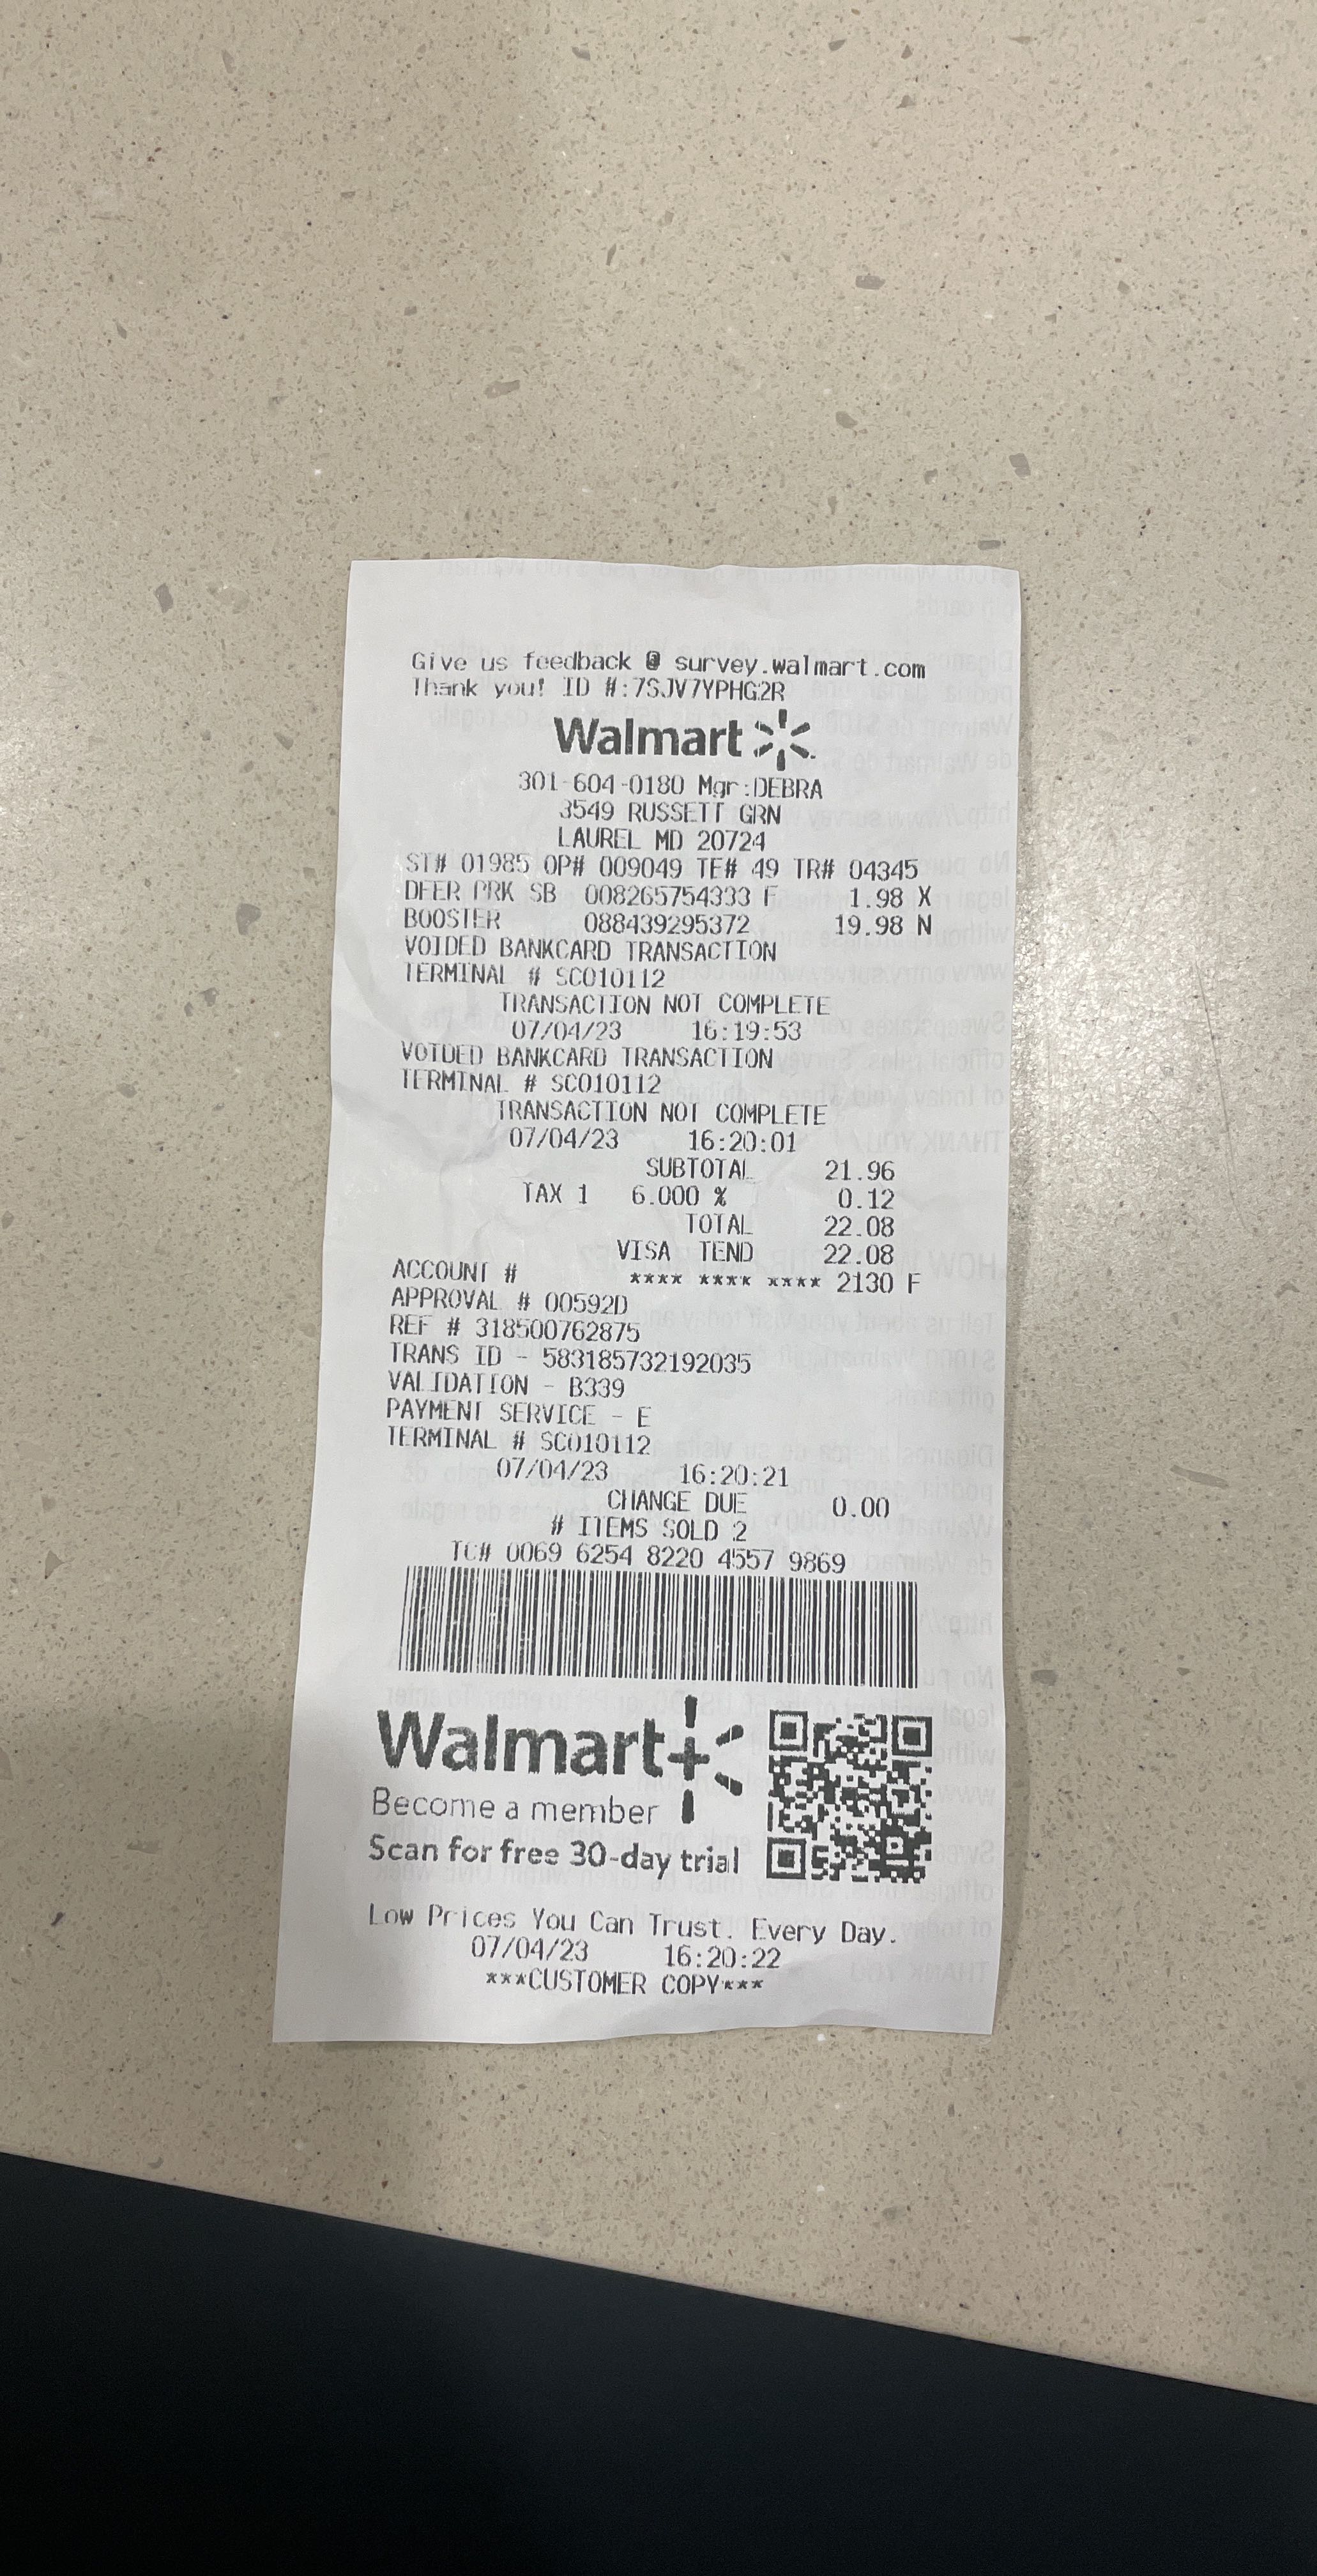 Give us feedback @ survey.walmart.com
Thank you! ID #:7SJV7YPHG2R
Walmart
301-604-0180 Mgr:DEBRA
3549 RUSSETT GRN
LAUREL MD 20724
ST# 01985 OP# 009049 TE# 49 TR# 04345
DEER PRK SB 008265754333 F 1.98 X
BOOSTER 088439295372 19.98 N
VOIDED BANKCARD TRANSACTION
TERMINAL # SC010112
TRANSACTION NOT COMPLETE
07/04/23 16:19:53
VOIDED BANKCARD TRANSACTION
TERMINAL # SC010112
TRANSACTION NOT COMPLETE
07/04/23 16:20:01
SUBTOTAL 21.96
TAX 1 6.000 % 0.12
TOTAL 22.08
VISA TEND 22.08
ACCOUNT # **** **** **** 2130 F
APPROVAL # 00592D
REF # 318500762875
TRANS ID - 583185732192035
VALIDATION - B339
PAYMENT SERVICE - E
TERMINAL # SC010112
07/04/23 16:20:21
CHANGE DUE 0.00
# ITEMS SOLD 2
TC# 0069 6254 8220 4557 9869
Walmart+
Become a member
Scan for free 30-day trial
Low Prices You Can Trust. Every Day.
07/04/23 16:20:22
***CUSTOMER COPY***